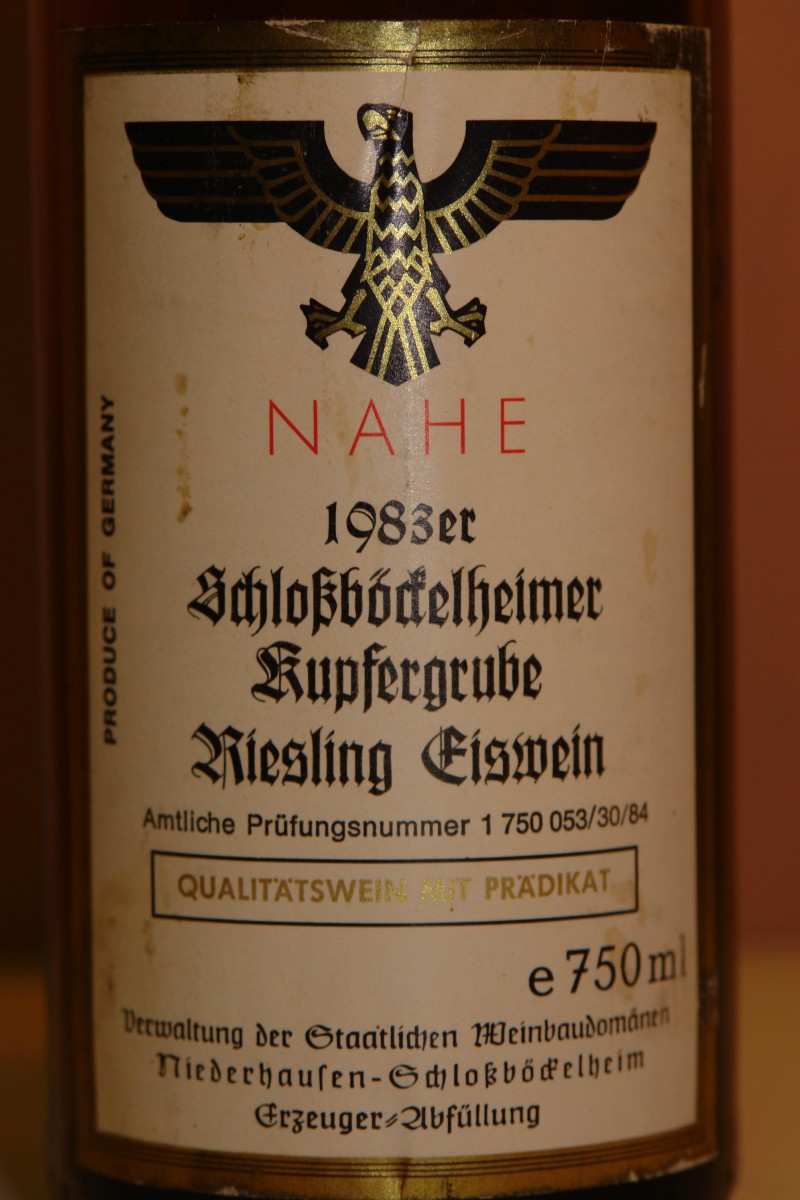 NAHE
1983er
Schloßböckelheimer
Kupfergrube
Riesling Eiswein
Amtliche Prüfungsnummer 1 750 053/30/84
QUALITÄTSWEIN MIT PRÄDIKAT
e 750 ml
Verwaltung der Staatlichen Weinbaudomänen
Niederhausen-Schloßböckelheim
Erzeuger-Abfüllung
PRODUCE OF GERMANY